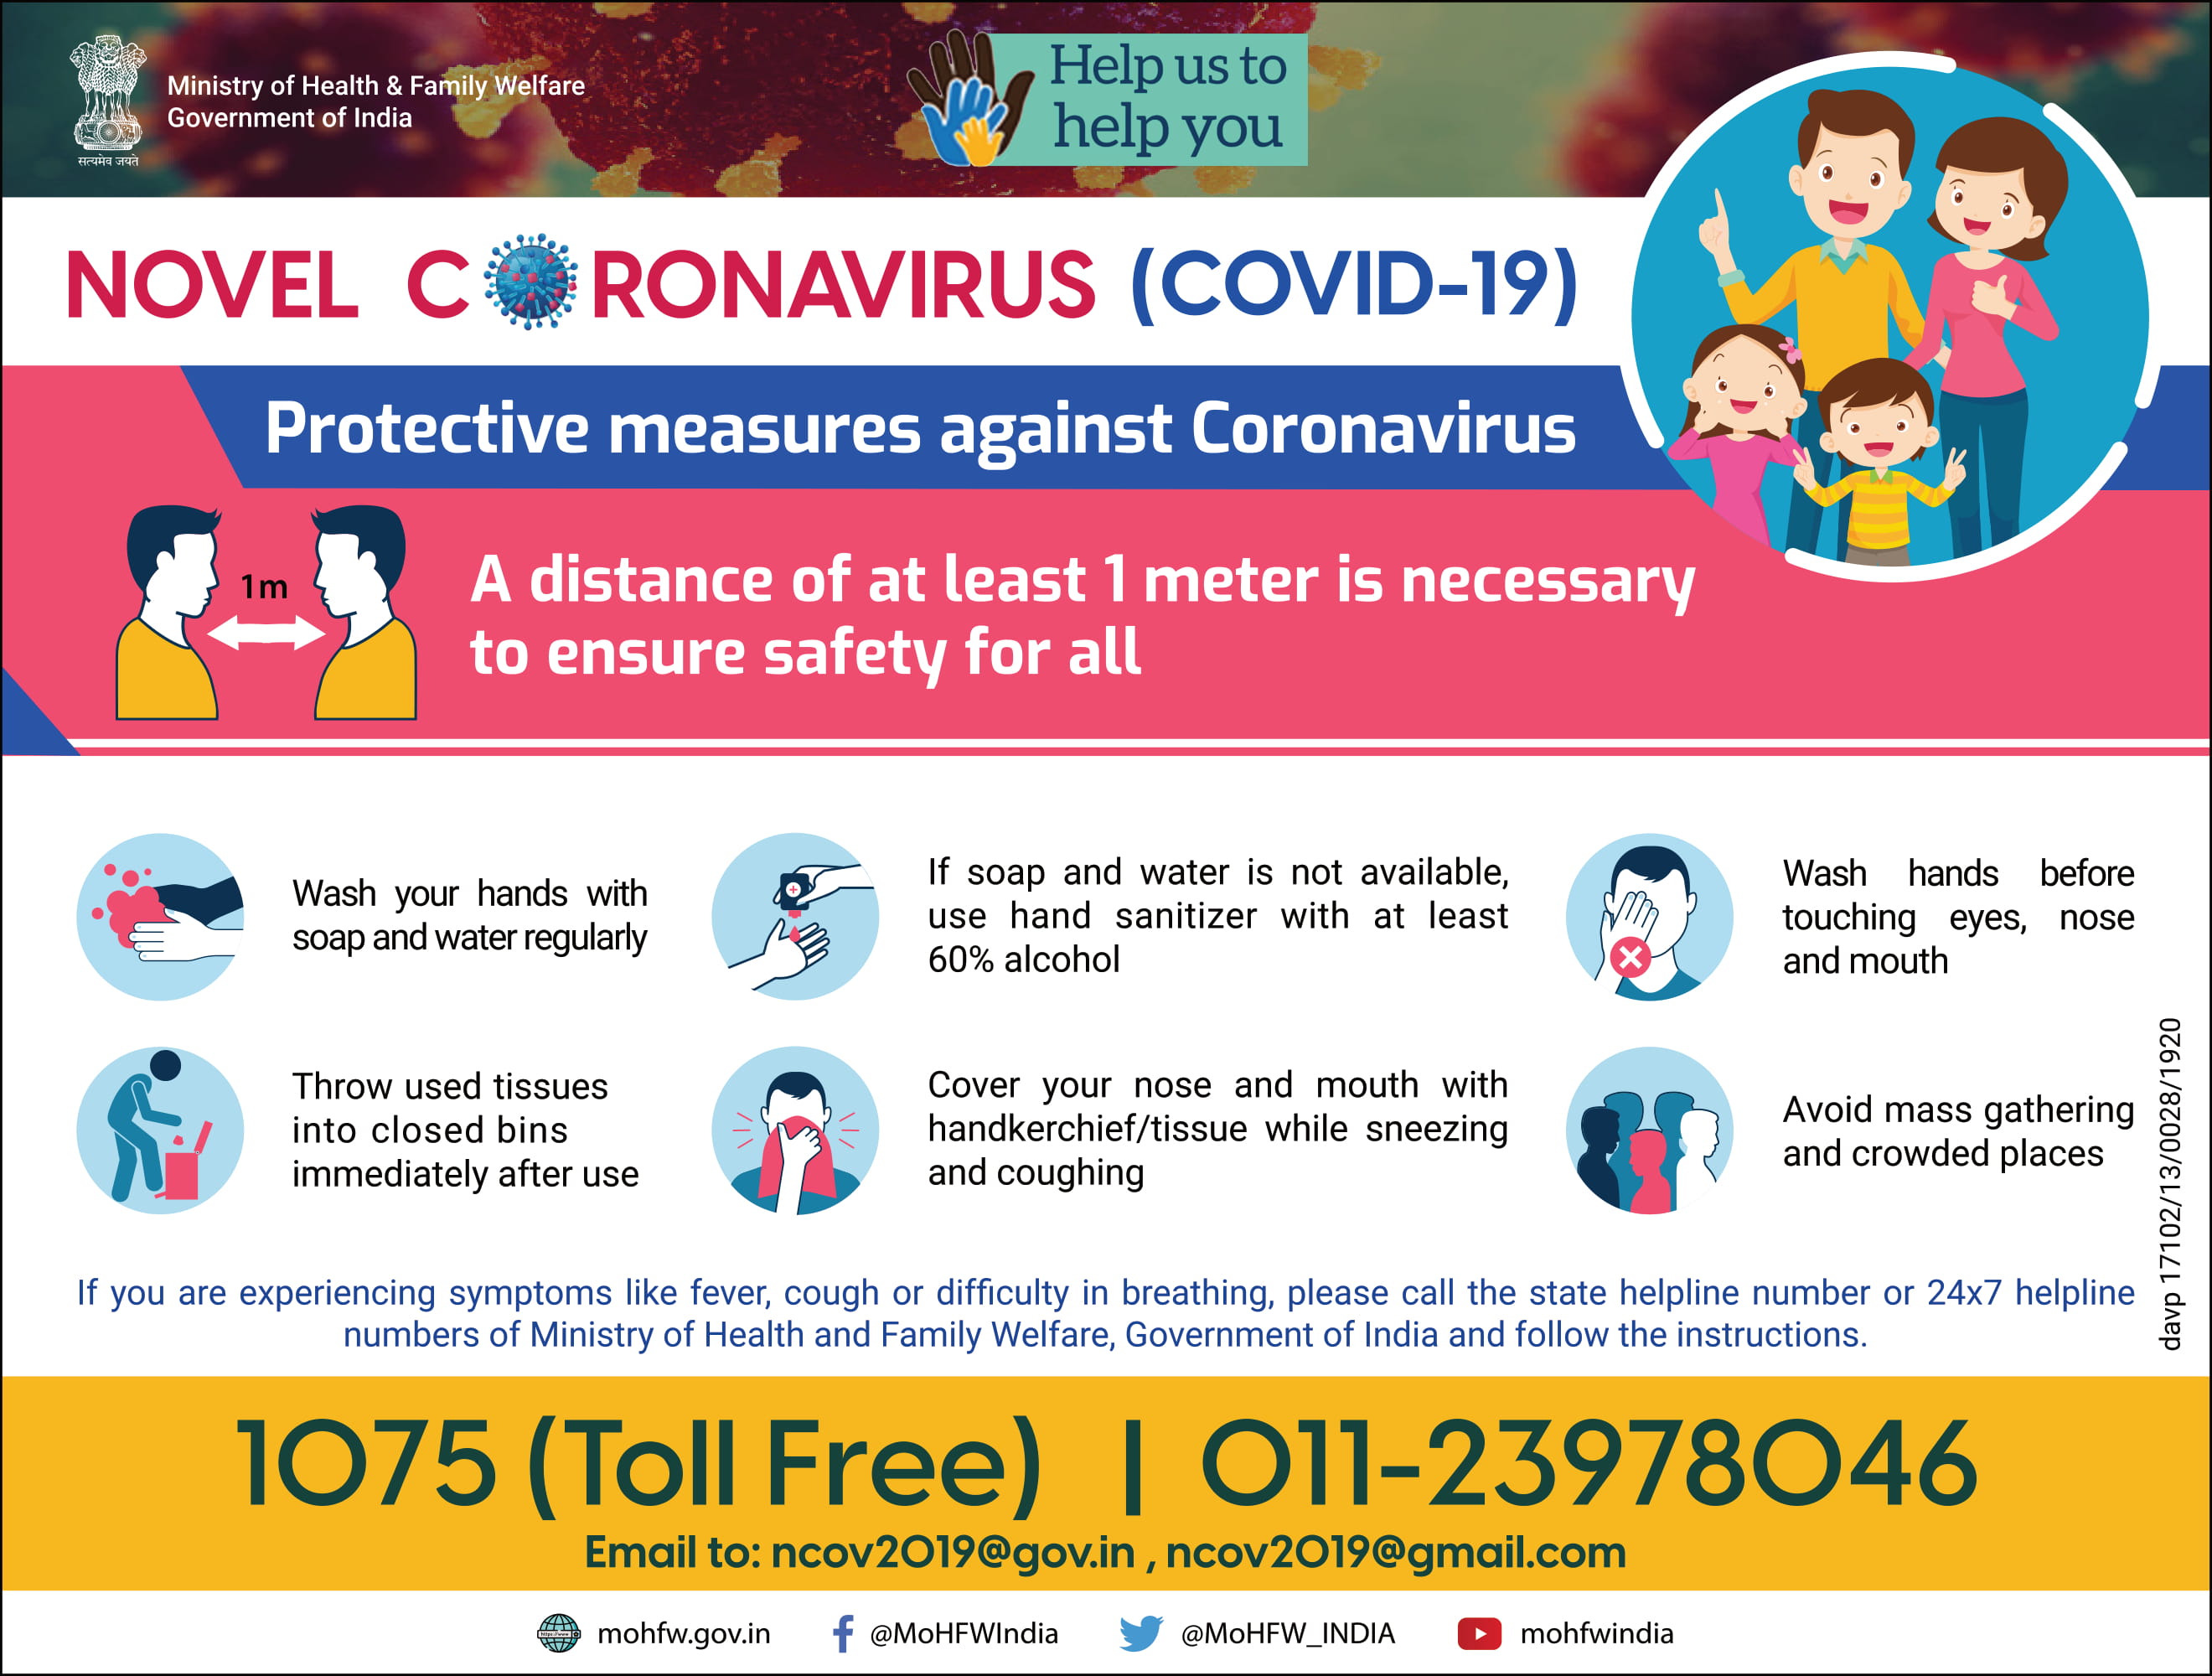 Ministry of Health & Family Welfare
Government of India
सत्यमेव जयते
Help us to
help you
NOVEL CORONAVIRUS (COVID-19)
Protective measures against Coronavirus
1m
A distance of at least 1 meter is necessary
to ensure safety for all
Wash your hands with
soap and water regularly
If soap and water is not available,
use hand sanitizer with at least
60% alcohol
Wash hands before
touching eyes, nose
and mouth
Throw used tissues
into closed bins
immediately after use
Cover your nose and mouth with
handkerchief/tissue while sneezing
and coughing
Avoid mass gathering
and crowded places
davp 17102/13/0028/1920
If you are experiencing symptoms like fever, cough or difficulty in breathing, please call the state helpline number or 24x7 helpline
numbers of Ministry of Health and Family Welfare, Government of India and follow the instructions.
1075 (Toll Free) | 011-23978046
Email to: ncov2019@gov.in , ncov2019@gmail.com
mohfw.gov.in @MoHFWIndia @MoHFW_INDIA mohfwindia